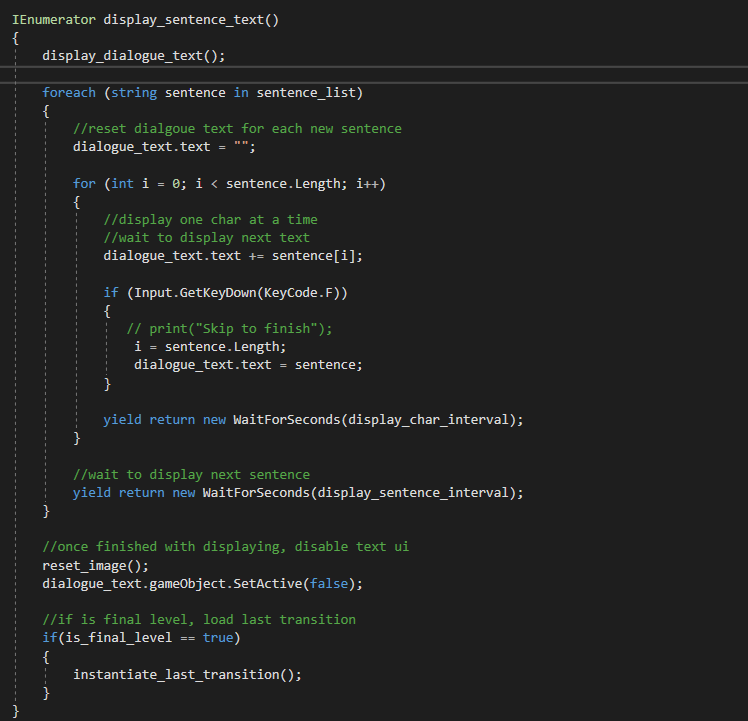 IEnumerator display_sentence_text()
{
display_dialogue_text();
foreach (string sentence in sentence_list)
{
//reset dialgoue text for each new sentence
dialogue_text.text = "";
for (int i = 0; i < sentence.Length; i++)
{
//display one char at a time
//wait to display next text
dialogue_text.text += sentence[i];
if (Input.GetKeyDown(KeyCode.F))
{
// print("Skip to finish");
i = sentence.Length;
dialogue_text.text = sentence;
}
yield return new WaitForSeconds(display_char_interval);
}
//wait to display next sentence
yield return new WaitForSeconds(display_sentence_interval);
}
//once finished with displaying, disable text ui
reset_image();
dialogue_text.gameObject.SetActive(false);
//if is final level, load last transition
if(is_final_level == true)
{
instantiate_last_transition();
}
}